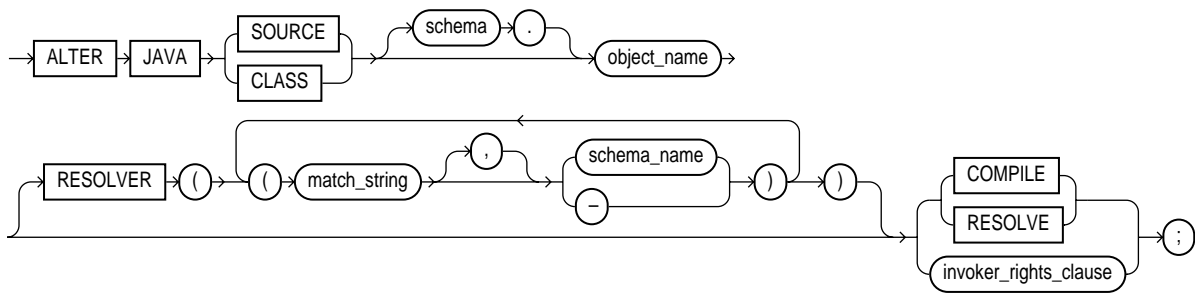 ALTER JAVA SOURCE CLASS schema . object_name
RESOLVER ( ( match_string , schema_name – ) ) COMPILE RESOLVE invoker_rights_clause ;